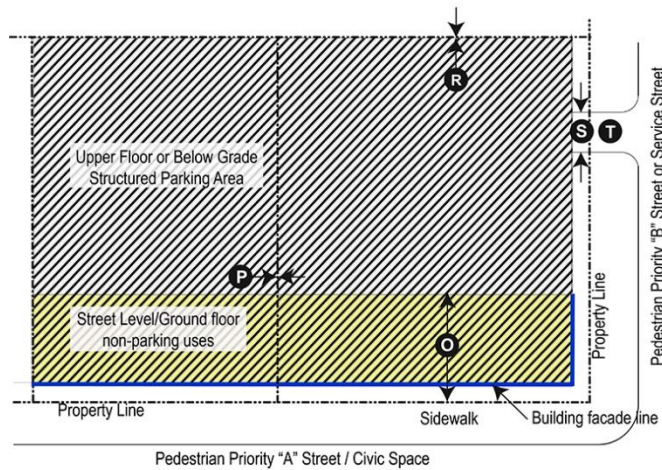 R
S T
Upper Floor or Below Grade
Structured Parking Area
P
Street Level/Ground floor
non-parking uses
O
Property Line
Pedestrian Priority "B" Street or Service Street
Property Line
Sidewalk
Building facade line
Pedestrian Priority "A" Street / Civic Space